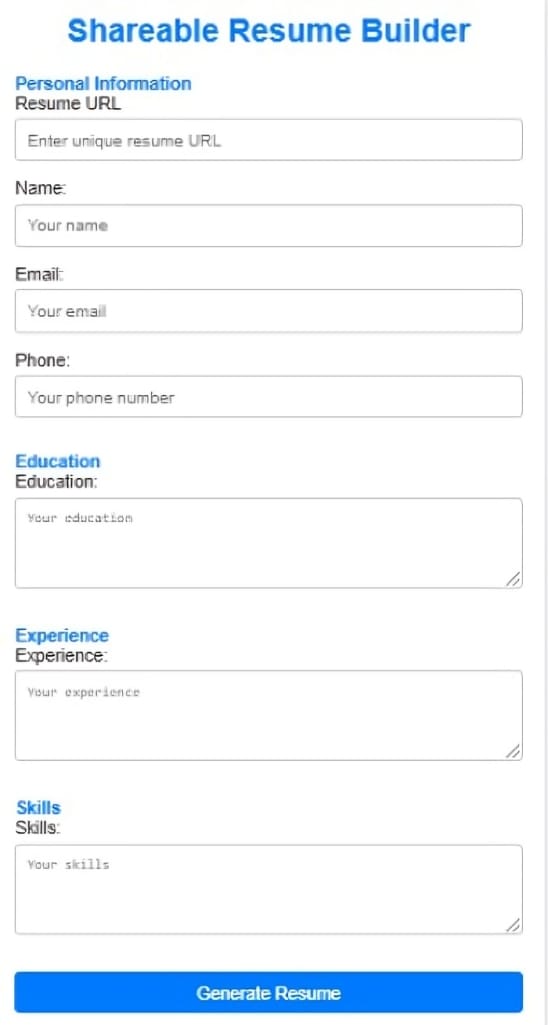 Shareable Resume Builder
Personal Information
Resume URL
Enter unique resume URL
Name:
Your name
Email:
Your email
Phone:
Your phone number
Education
Education:
Your education
Experience
Experience:
Your experience
Skills
Skills:
Your skills
Generate Resume